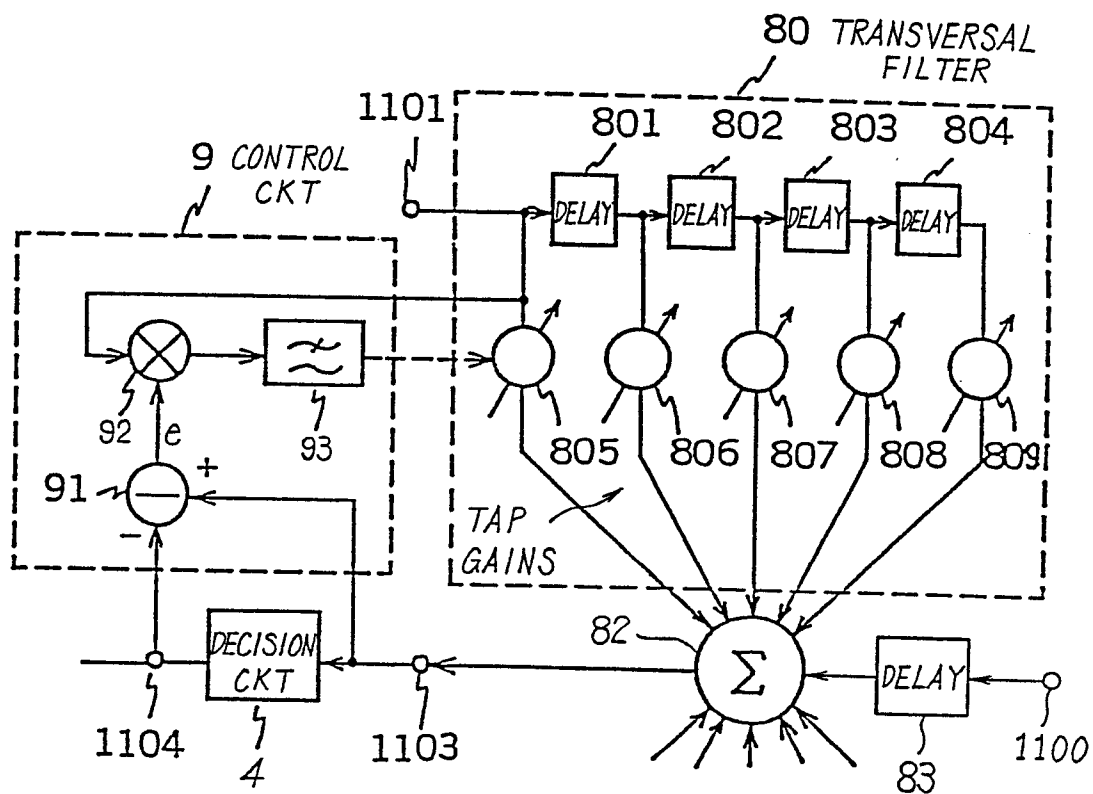 80 TRANSVERSAL
FILTER
1101
801 802 803 804
9 CONTROL
CKT
DELAY DELAY DELAY DELAY
92 e 93
805 806 807 808 809
91
+
−
TAP
GAINS
82
Σ
DECISION
CKT
DELAY
1104
4
1103
83
1100